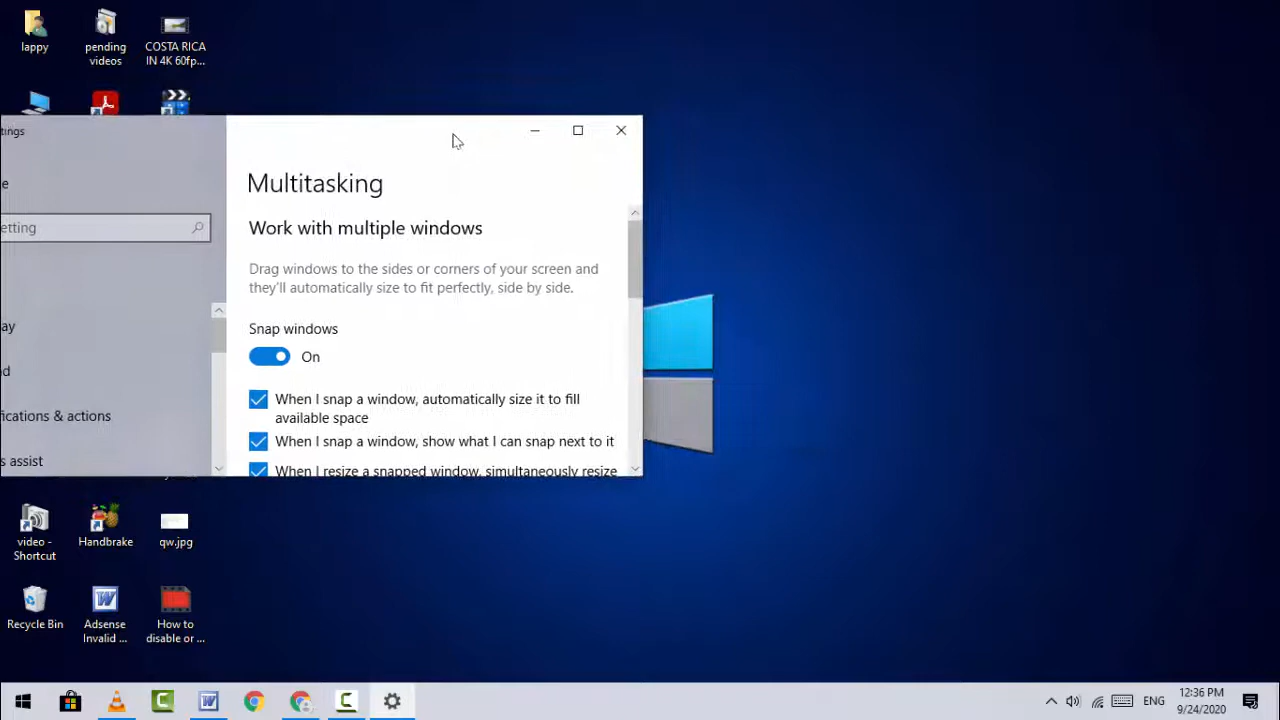 lappy
pending
videos
COSTA RICA
IN 4K 60fp...
tings
Multitasking
e
etting
Work with multiple windows
Drag windows to the sides or corners of your screen and
they'll automatically size to fit perfectly, side by side.
Snap windows
On
ay
d
ifications & actions
s assist
When I snap a window, automatically size it to fill
available space
When I snap a window, show what I can snap next to it
When I resize a snapped window, simultaneously resize
video -
Shortcut
Handbrake
qw.jpg
Recycle Bin
Adsense
Invalid ...
How to
disable or ...
ENG
12:36 PM
9/24/2020